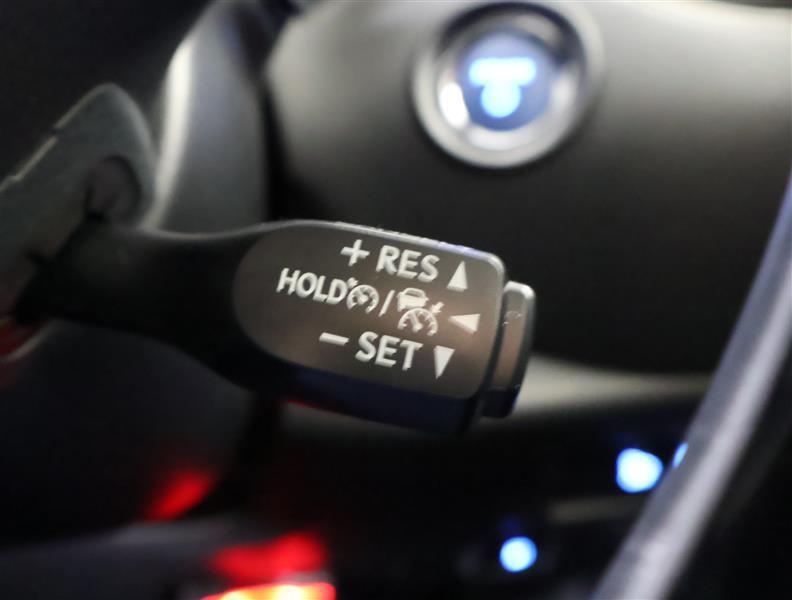 + RES ▲
HOLD / ◀
− SET ▼